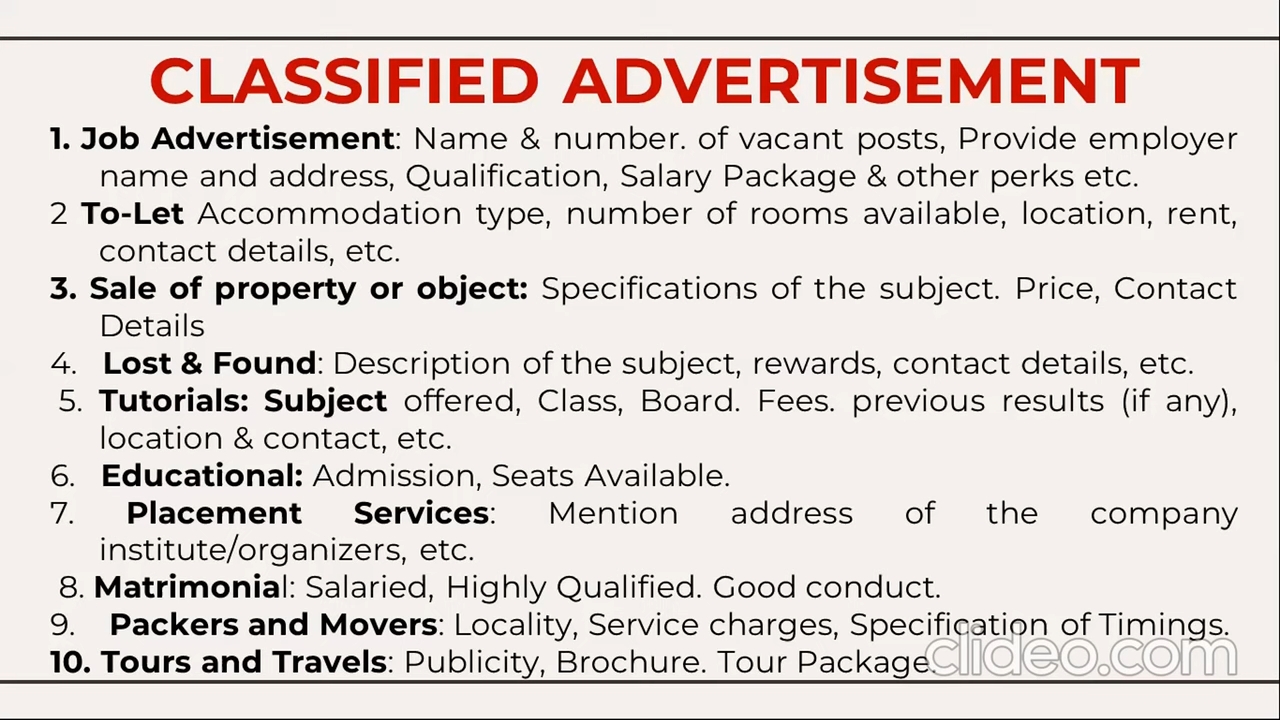 CLASSIFIED ADVERTISEMENT
1. Job Advertisement: Name & number. of vacant posts, Provide employer
name and address, Qualification, Salary Package & other perks etc.
2 To-Let Accommodation type, number of rooms available, location, rent,
contact details, etc.
3. Sale of property or object: Specifications of the subject. Price, Contact
Details
4. Lost & Found: Description of the subject, rewards, contact details, etc.
5. Tutorials: Subject offered, Class, Board. Fees. previous results (if any),
location & contact, etc.
6. Educational: Admission, Seats Available.
7. Placement Services: Mention address of the company
institute/organizers, etc.
8. Matrimonial: Salaried, Highly Qualified. Good conduct.
9. Packers and Movers: Locality, Service charges, Specification of Timings.
10. Tours and Travels: Publicity, Brochure. Tour Package.
clideo.com